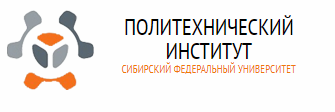 ПОЛИТЕХНИЧЕСКИЙ
ИНСТИТУТ
СИБИРСКИЙ ФЕДЕРАЛЬНЫЙ УНИВЕРСИТЕТ